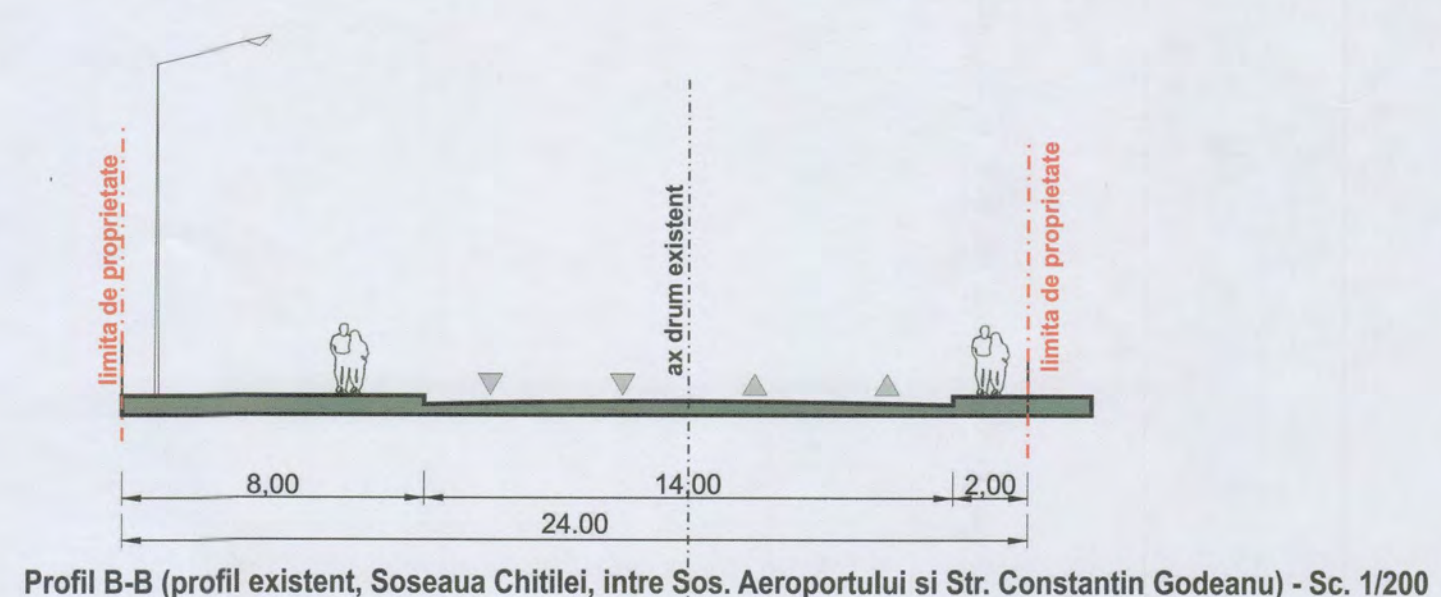 limita de proprietate
ax drum existent
limita de proprietate
8,00
14,00
2,00
24.00
Profil B-B (profil existent, Soseaua Chitilei, intre Sos. Aeroportului si Str. Constantin Godeanu) - Sc. 1/200